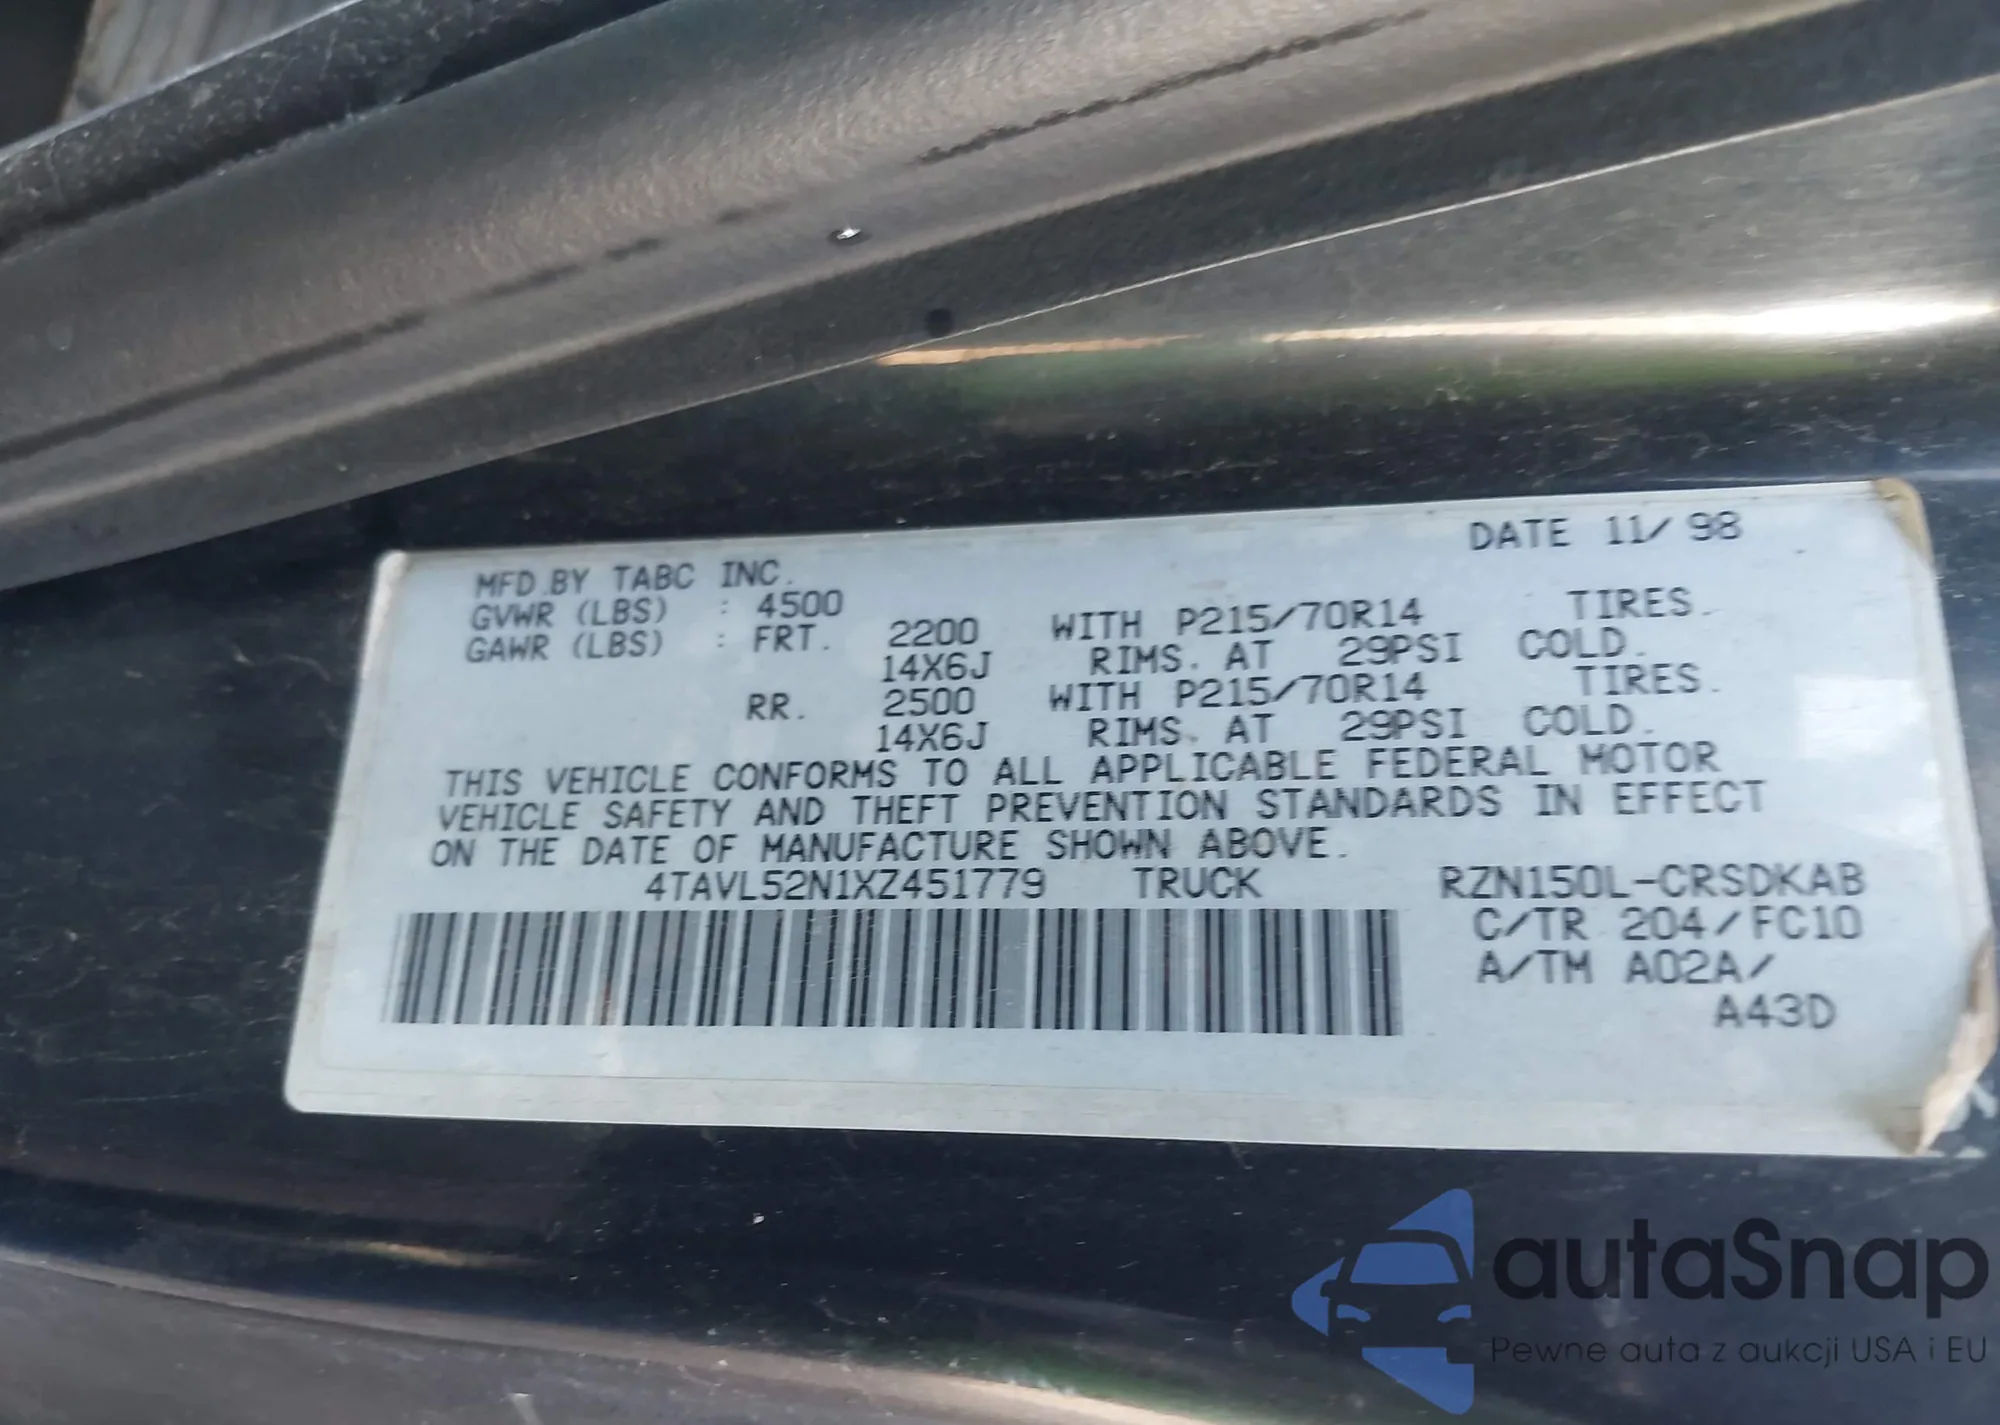 DATE 11/ 98
MFD.BY TABC INC.
GVWR (LBS) : 4500
GAWR (LBS) : FRT. 2200 WITH P215/70R14 TIRES.
14X6J RIMS. AT 29PSI COLD.
RR. 2500 WITH P215/70R14 TIRES.
14X6J RIMS. AT 29PSI COLD.
THIS VEHICLE CONFORMS TO ALL APPLICABLE FEDERAL MOTOR
VEHICLE SAFETY AND THEFT PREVENTION STANDARDS IN EFFECT
ON THE DATE OF MANUFACTURE SHOWN ABOVE.
4TAVL52N1XZ451779 TRUCK RZN150L-CRSDKAB
C/TR 204/FC10
A/TM A02A/
A43D
autaSnap
Pewne auta z aukcji USA i EU